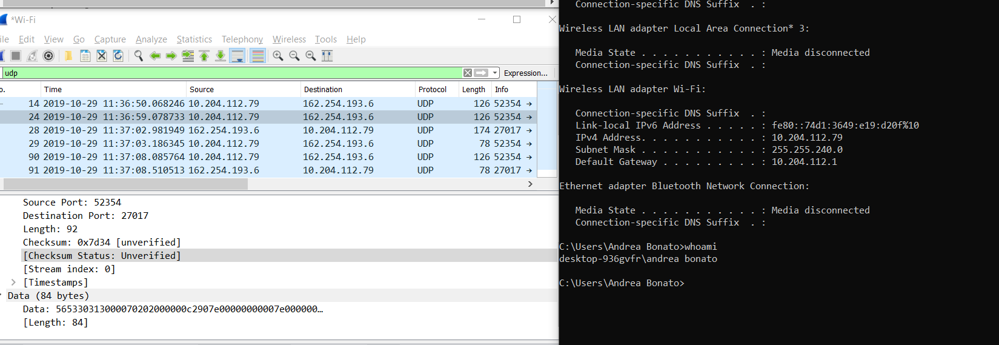 *Wi-Fi
ile Edit View Go Capture Analyze Statistics Telephony Wireless Tools Help
udp Expression...
o. Time Source Destination Protocol Length Info
14 2019-10-29 11:36:50.068246 10.204.112.79 162.254.193.6 UDP 126 52354 →
24 2019-10-29 11:36:59.078733 10.204.112.79 162.254.193.6 UDP 126 52354 →
28 2019-10-29 11:37:02.981949 162.254.193.6 10.204.112.79 UDP 174 27017 →
29 2019-10-29 11:37:03.186345 10.204.112.79 162.254.193.6 UDP 78 52354 →
90 2019-10-29 11:37:08.085764 10.204.112.79 162.254.193.6 UDP 126 52354 →
91 2019-10-29 11:37:08.510513 162.254.193.6 10.204.112.79 UDP 78 27017 →
Source Port: 52354
Destination Port: 27017
Length: 92
Checksum: 0x7d34 [unverified]
[Checksum Status: Unverified]
[Stream index: 0]
[Timestamps]
Data (84 bytes)
Data: 565330313000070202000000c2907e00000000007e000000…
[Length: 84]
Connection-specific DNS Suffix . :
Wireless LAN adapter Local Area Connection* 3:
Media State . . . . . . . . . . . : Media disconnected
Connection-specific DNS Suffix . :
Wireless LAN adapter Wi-Fi:
Connection-specific DNS Suffix . :
Link-local IPv6 Address . . . . . : fe80::74d1:3649:e19:d20f%10
IPv4 Address. . . . . . . . . . . : 10.204.112.79
Subnet Mask . . . . . . . . . . . : 255.255.240.0
Default Gateway . . . . . . . . . : 10.204.112.1
Ethernet adapter Bluetooth Network Connection:
Media State . . . . . . . . . . . : Media disconnected
Connection-specific DNS Suffix . :
C:\Users\Andrea Bonato>whoami
desktop-936gvfr\andrea bonato
C:\Users\Andrea Bonato>